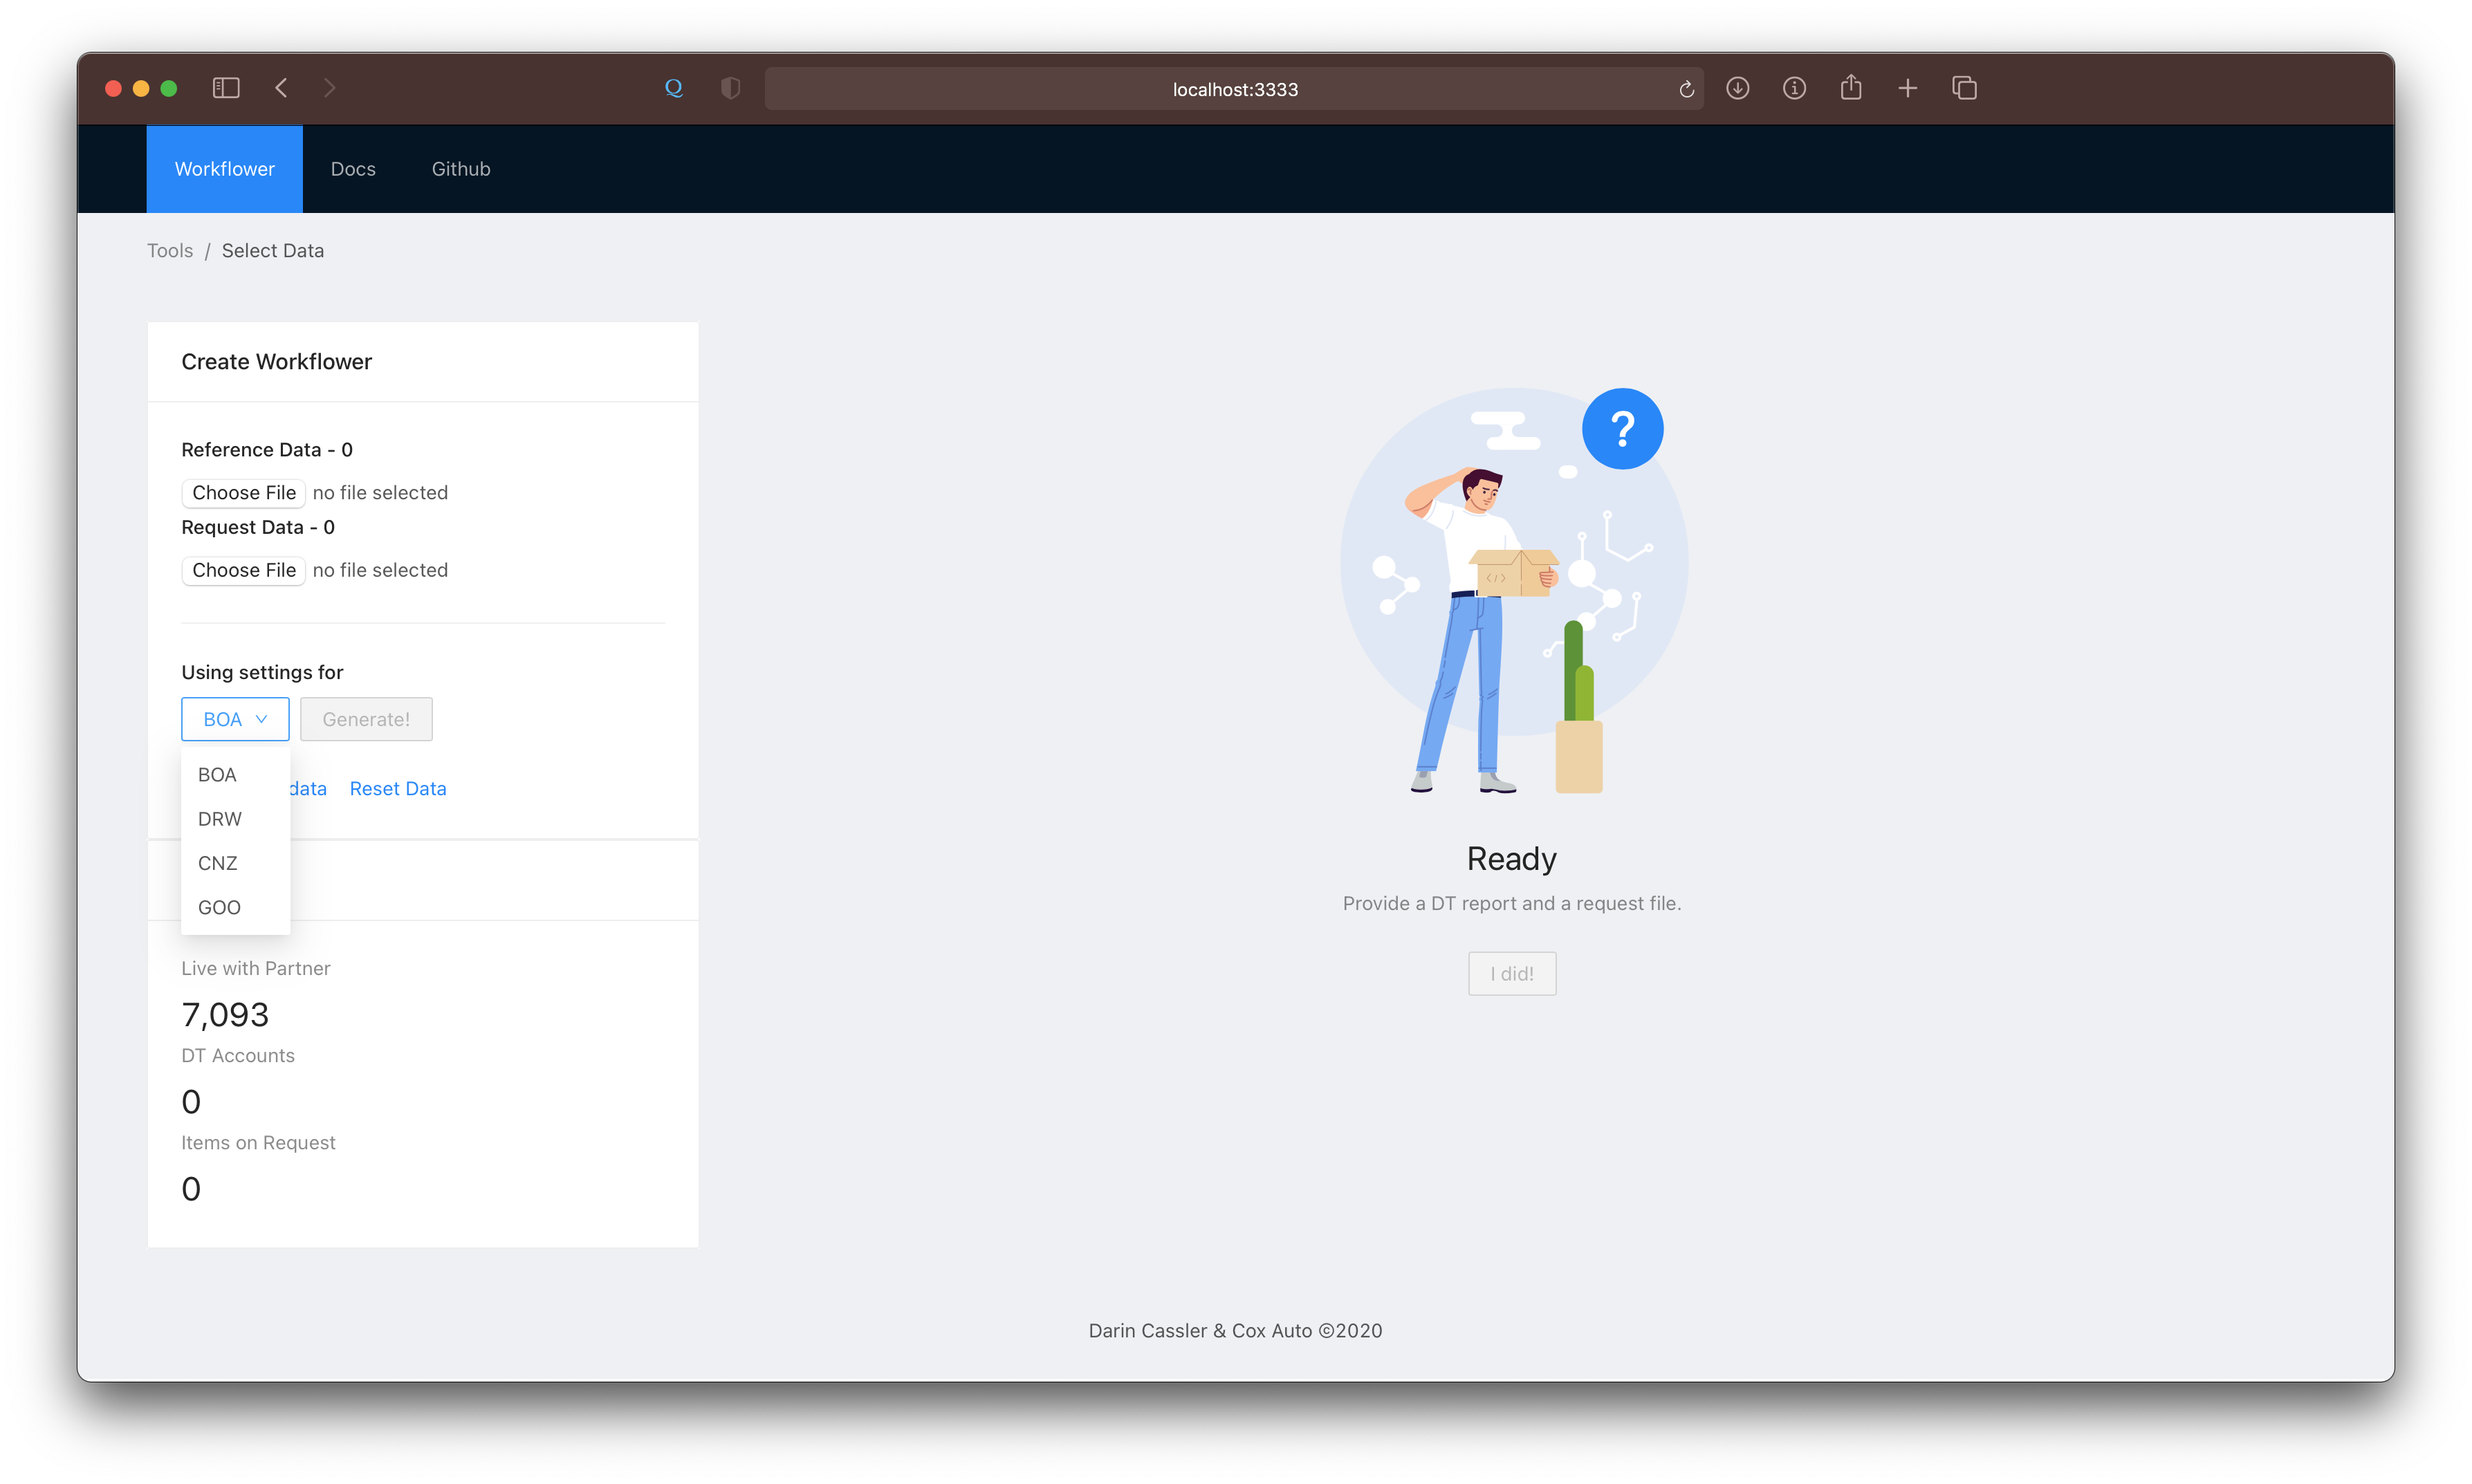 localhost:3333
Workflower Docs Github
Tools / Select Data
Create Workflower
Reference Data - 0
Choose File no file selected
Request Data - 0
Choose File no file selected
Using settings for
BOA Generate!
BOA
data Reset Data
DRW
CNZ
GOO
Live with Partner
7,093
DT Accounts
0
Items on Request
0
?
</>
Ready
Provide a DT report and a request file.
I did!
Darin Cassler & Cox Auto ©2020